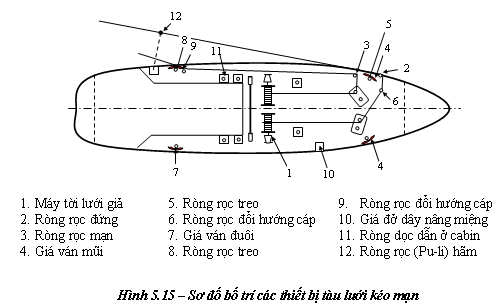 12
5
8
9
11
3
4
2
6
7
1
10
4
1. Máy tời lưới giã
2. Ròng rọc đứng
3. Ròng rọc mạn
4. Giá ván mũi
5. Ròng rọc treo
6. Ròng rọc đổi hướng cáp
7. Giá ván đuôi
8. Ròng rọc treo
9. Ròng rọc đổi hướng cáp
10. Giá đở dây nâng miệng
11. Ròng dọc dẫn ở cabin
12. Ròng rọc (Pu-li) hãm
Hình 5.15 – Sơ đồ bố trí các thiết bị tàu lưới kéo mạn